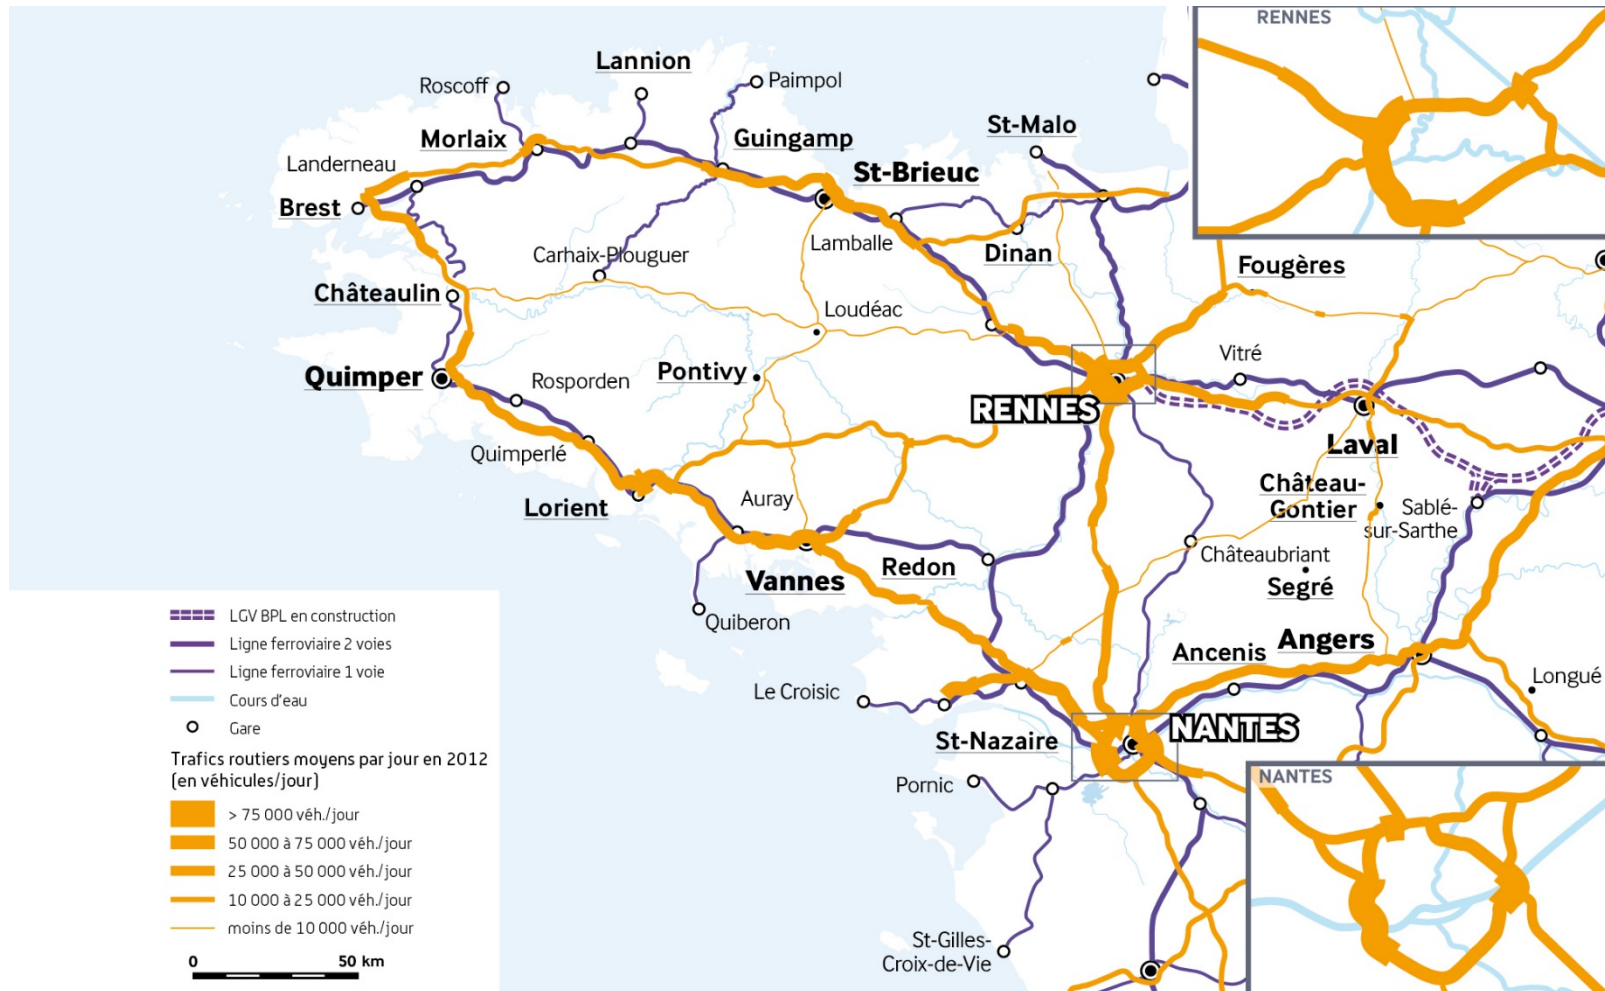 RENNES
Lannion
Roscoff
Paimpol
Morlaix
Guingamp
St-Malo
Landerneau
St-Brieuc
Brest
Lamballe
Dinan
Carhaix-Plouguer
Fougères
Châteaulin
Loudéac
Vitré
Quimper
Rosporden
Pontivy
RENNES
Quimperlé
Laval
Lorient
Auray
Château-
Gontier
Sablé-
sur-Sarthe
Châteaubriant
Vannes
Redon
Segré
Quiberon
Angers
Ancenis
Longué
Le Croisic
St-Nazaire
NANTES
Pornic
NANTES
St-Gilles-
Croix-de-Vie
LGV BPL en construction
Ligne ferroviaire 2 voies
Ligne ferroviaire 1 voie
Cours d'eau
Gare
Trafics routiers moyens par jour en 2012
(en véhicules/jour)
> 75 000 véh./jour
50 000 à 75 000 véh./jour
25 000 à 50 000 véh./jour
10 000 à 25 000 véh./jour
moins de 10 000 véh./jour
0 50 km